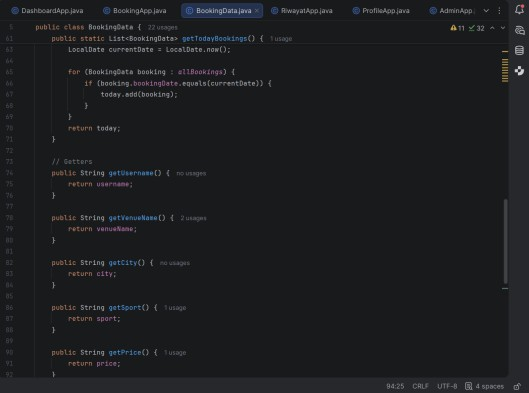 DashboardApp.java
BookingApp.java
BookingData.java ×
RiwayatApp.java
ProfileApp.java
AdminApp.
5 public class BookingData { 22 usages
11 32
61 public static List<BookingData> getTodayBookings() { 1 usage
63 LocalDate currentDate = LocalDate.now();
64
65 for (BookingData booking : allBookings) {
66 if (booking.bookingDate.equals(currentDate)) {
67 today.add(booking);
68 }
69 }
70 return today;
71 }
72
73 // Getters
74 public String getUsername() { no usages
75 return username;
76 }
77
78 public String getVenueName() { 2 usages
79 return venueName;
80 }
81
82 public String getCity() { no usages
83 return city;
84 }
85
86 public String getSport() { 1 usage
87 return sport;
88 }
89
90 public String getPrice() { 1 usage
91 return price;
92 }
94:25 CRLF UTF-8 4 spaces